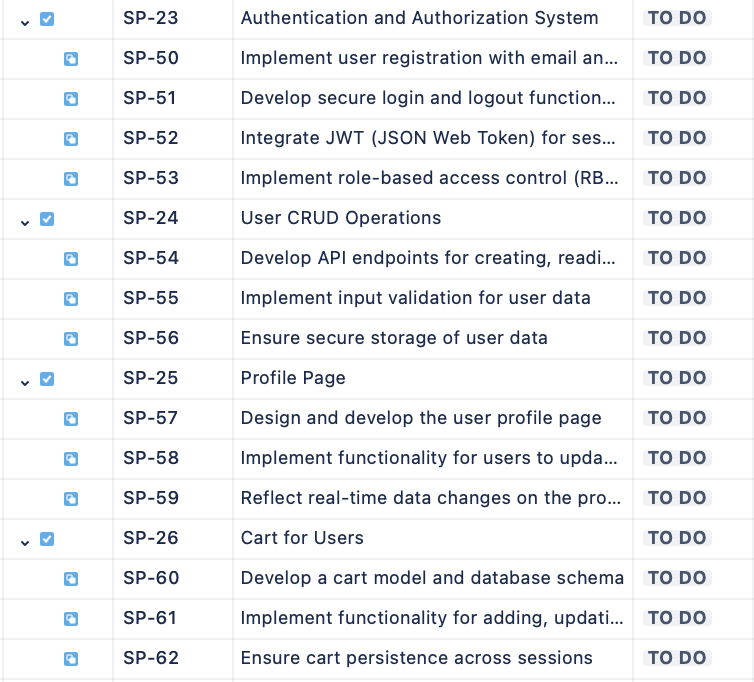 SP-23 Authentication and Authorization System TO DO
SP-50 Implement user registration with email an... TO DO
SP-51 Develop secure login and logout function... TO DO
SP-52 Integrate JWT (JSON Web Token) for ses... TO DO
SP-53 Implement role-based access control (RB... TO DO
SP-24 User CRUD Operations TO DO
SP-54 Develop API endpoints for creating, readi... TO DO
SP-55 Implement input validation for user data TO DO
SP-56 Ensure secure storage of user data TO DO
SP-25 Profile Page TO DO
SP-57 Design and develop the user profile page TO DO
SP-58 Implement functionality for users to upda... TO DO
SP-59 Reflect real-time data changes on the pro... TO DO
SP-26 Cart for Users TO DO
SP-60 Develop a cart model and database schema TO DO
SP-61 Implement functionality for adding, updati... TO DO
SP-62 Ensure cart persistence across sessions TO DO